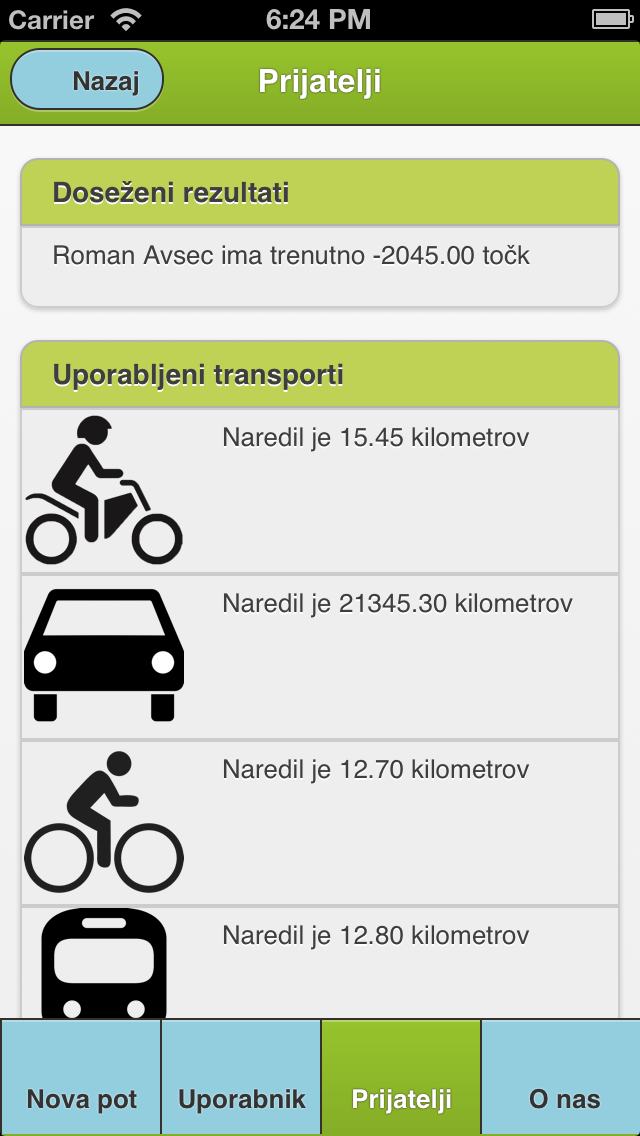 Carrier 6:24 PM
Nazaj Prijatelji
Doseženi rezultati
Roman Avsec ima trenutno -2045.00 točk
Uporabljeni transporti
Naredil je 15.45 kilometrov
Naredil je 21345.30 kilometrov
Naredil je 12.70 kilometrov
Naredil je 12.80 kilometrov
Nova pot Uporabnik Prijatelji O nas